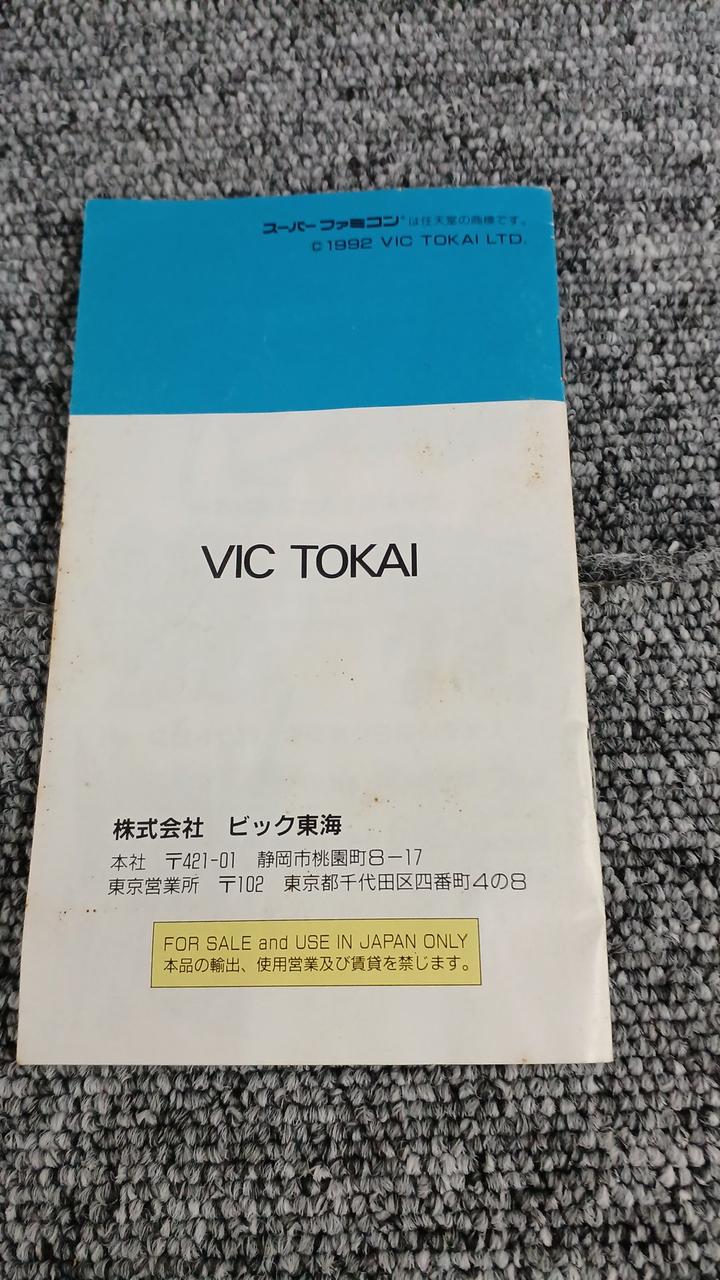 スーパーファミコン®は任天堂の商標です。
©1992 VIC TOKAI LTD.
VIC TOKAI
株式会社 ビック東海
本社 〒421-01 静岡市桃園町8-17
東京営業所 〒102 東京都千代田区四番町4の8
FOR SALE and USE IN JAPAN ONLY
本品の輸出、使用営業及び賃貸を禁じます。